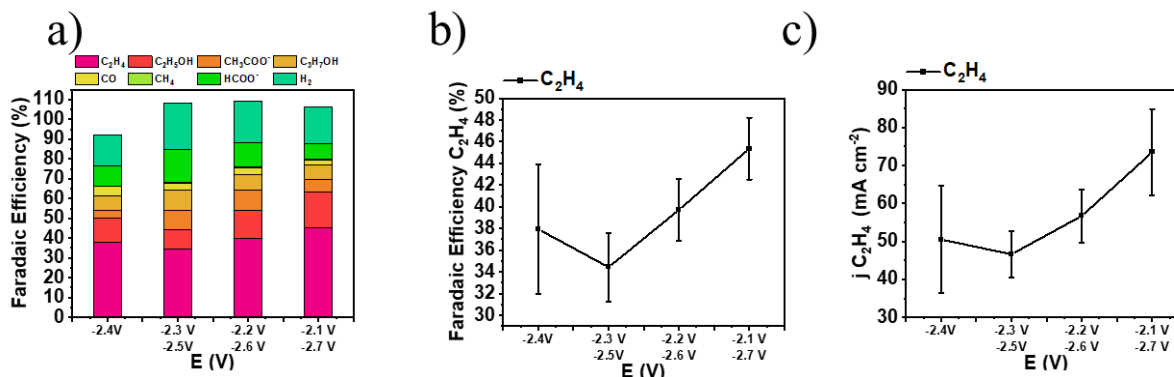 a)
C₂H₄ C₂H₅OH CH₃COO⁻ C₃H₇OH
CO CH₄ HCOO⁻ H₂
Faradaic Efficiency (%)
110
100
90
80
70
60
50
40
30
20
10
0
-2.4V -2.3 V -2.2 V -2.1 V
-2.5V -2.6 V -2.7 V
E (V)
b)
C₂H₄
Faradaic Efficiency C₂H₄ (%)
50
48
46
44
42
40
38
36
34
32
30
-2.4V -2.3 V -2.2 V -2.1 V
-2.5V -2.6 V -2.7 V
E (V)
c)
C₂H₄
j C₂H₄ (mA cm⁻²)
90
80
70
60
50
40
30
-2.4V -2.3 V -2.2 V -2.1 V
-2.5V -2.6 V -2.7 V
E (V)